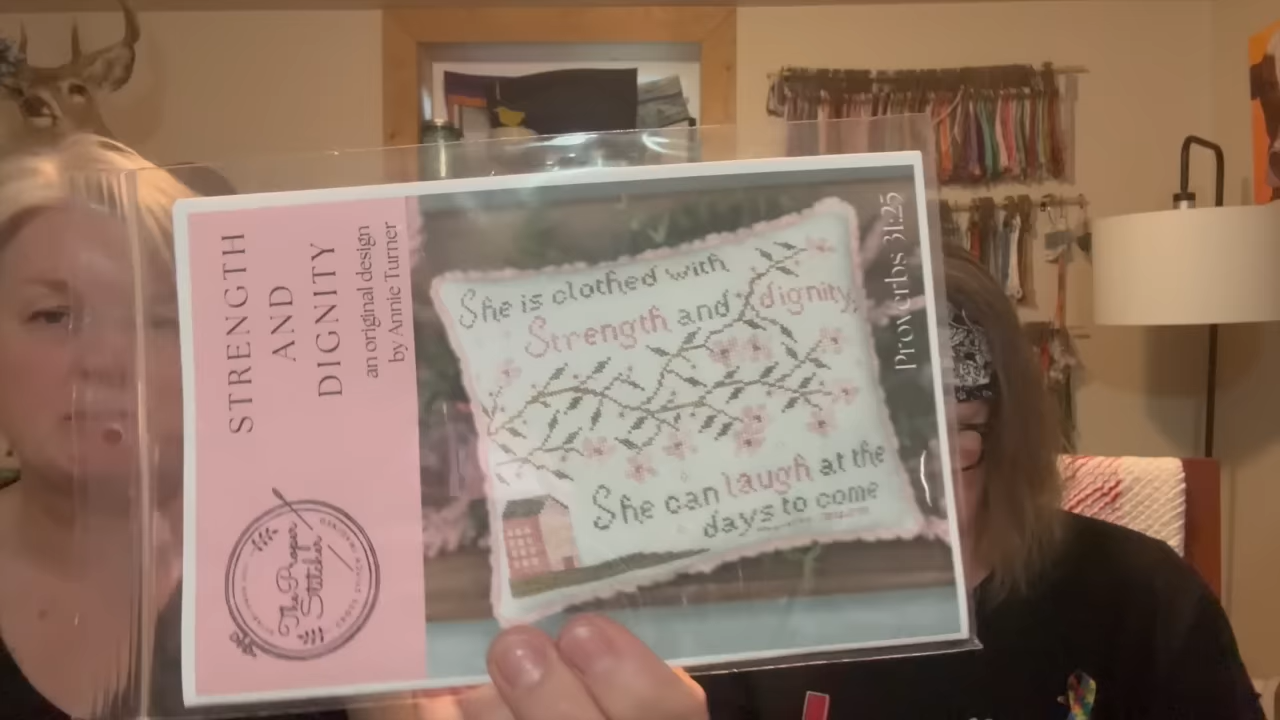 STRENGTH
AND
DIGNITY
an original design
by Annie Turner
The Proper
Stitcher
She is clothed with
Strength and dignity,
She can laugh at the
days to come
Proverbs 31:25